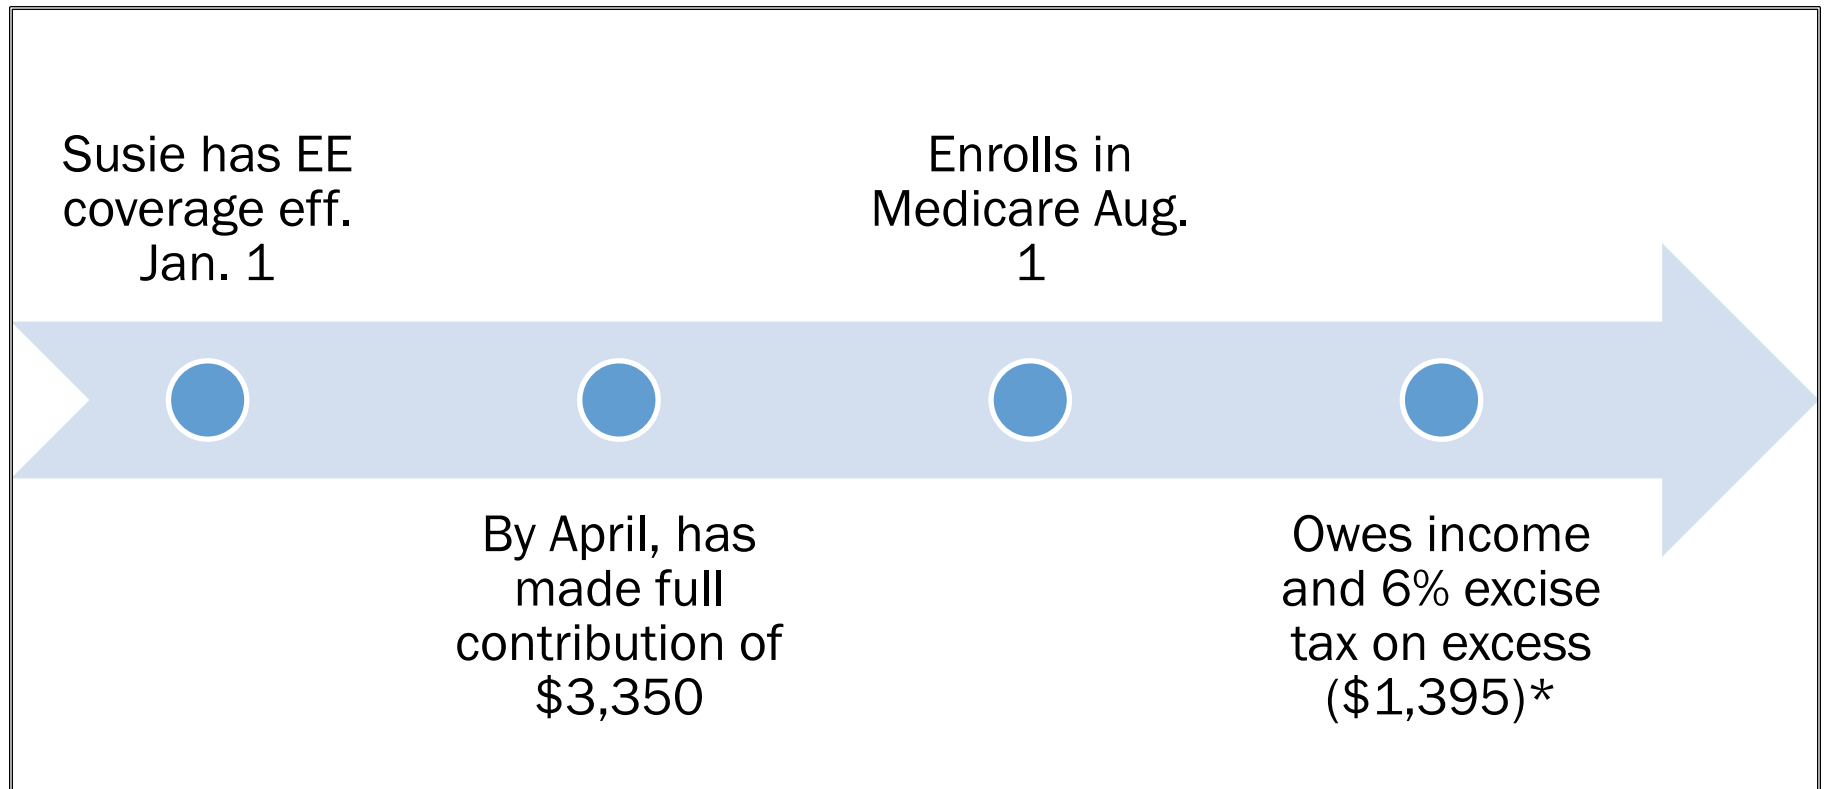 Susie has EE
coverage eff.
Jan. 1
By April, has
made full
contribution of
$3,350
Enrolls in
Medicare Aug.
1
Owes income
and 6% excise
tax on excess
($1,395)*